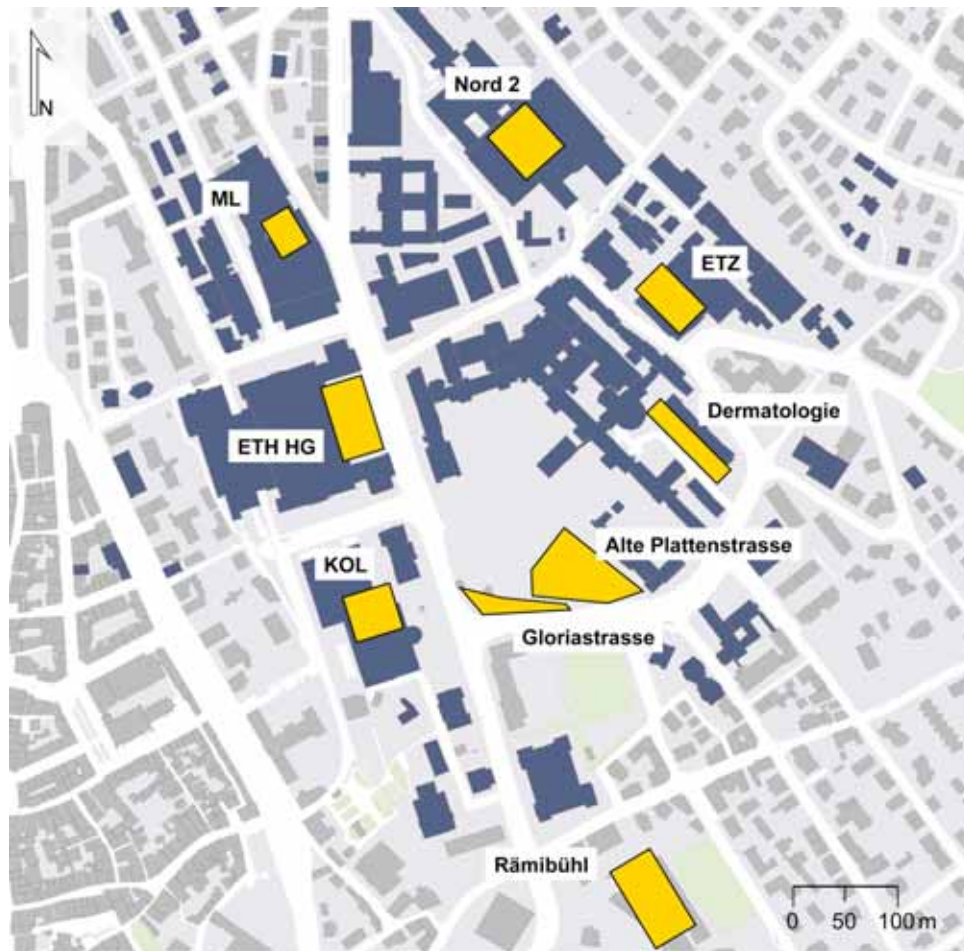 Nord 2
N
ML
ETZ
Dermatologie
ETH HG
Alte Plattenstrasse
KOL
Gloriastrasse
Rämibühl
0 50 100 m